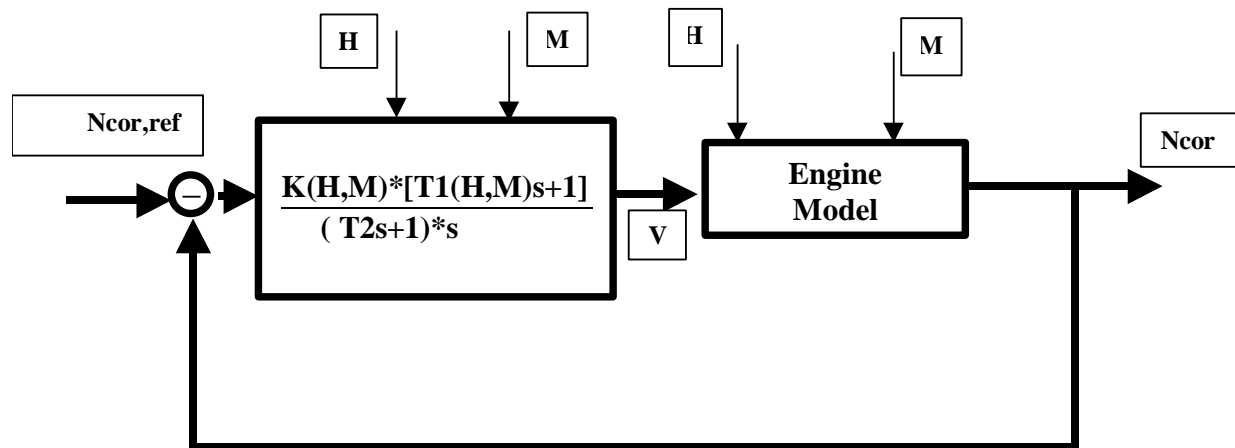 H
M
H
M
Ncor,ref
Ncor
K(H,M)*[T1(H,M)s+1]
( T2s+1)*s
Engine
Model
V